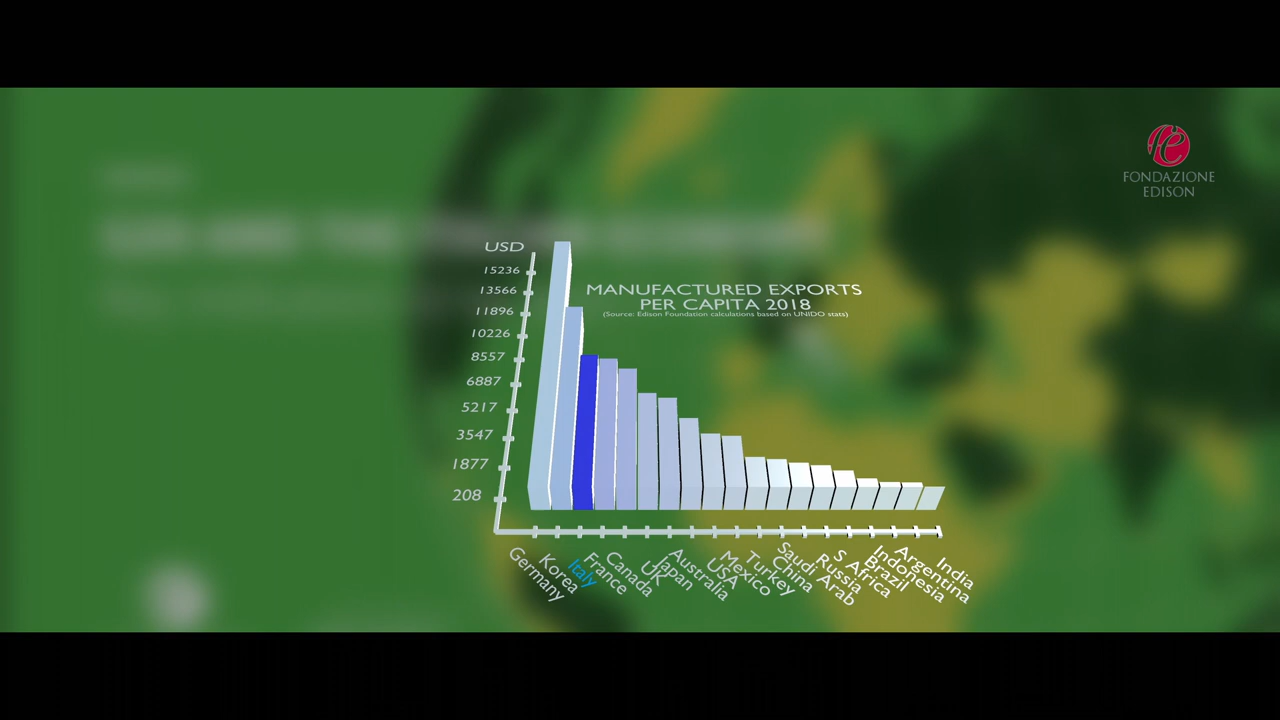 FONDAZIONE
EDISON
USD
15236
13566
11896
10226
8557
6887
5217
3547
1877
208
MANUFACTURED EXPORTS
PER CAPITA 2018
(Source: Edison Foundation calculations based on UNIDO stats)
Germany
Korea
Italy
France
Canada
UK
Japan
Australia
USA
Mexico
Turkey
China
Saudi Arab
Russia
S Africa
Brazil
Indonesia
Argentina
India